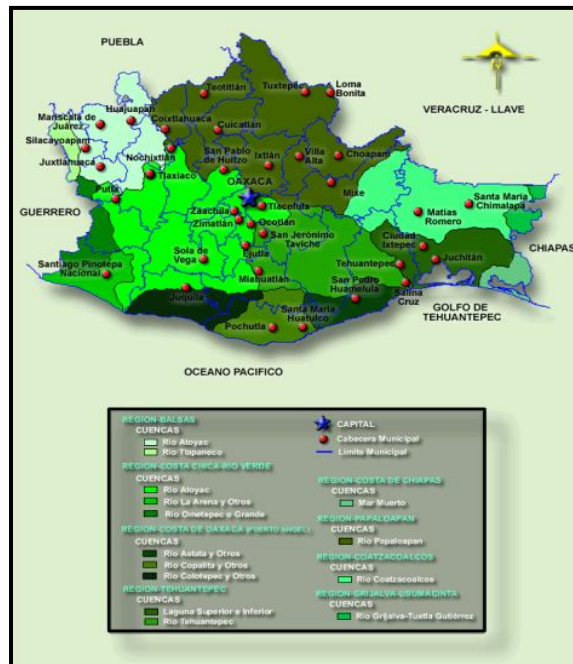 PUEBLA
VERACRUZ - LLAVE
GUERRERO
CHIAPAS
GOLFO DE
TEHUANTEPEC
OCEANO PACIFICO
Teotitlán
Tuxtepec
Loma
Bonita
Mariscala de
Juárez
Huajuapan
Coixtlahuaca
Cuicatlán
Silacayoapam
Juxtlahuaca
Nochixtlán
San Pablo
de Huitzo
Ixtlán
Villa
Alta
Choapam
Tlaxiaco
Putla
OAXACA
Tlacolula
Mixe
Zaachila
Zimatlán
Ocotlán
San Jerónimo
Taviche
Santa María
Chimalapa
Matías
Romero
Ciudad
Ixtepec
Juchitán
Tehuantepec
Ejutla
Sola de
Vega
Santiago Pinotepa
Nacional
Miahuatlán
San Pedro
Huamelula
Salina
Cruz
Juquila
Santa María
Huatulco
Pochutla
REGION-BALSAS
CUENCAS
Río Atoyac
Río Tlapaneco
REGION-COSTA CHICA-RIO VERDE
CUENCAS
Río Atoyac
Río La Arena y Otros
Río Ometepec o Grande
REGION-COSTA DE OAXACA (PUERTO ANGEL)
CUENCAS
Río Astata y Otros
Río Copalita y Otros
Río Colotepec y Otros
REGION-TEHUANTEPEC
CUENCAS
Laguna Superior e Inferior
Río Tehuantepec
CAPITAL
Cabecera Municipal
Límite Municipal
REGION-COSTA DE CHIAPAS
CUENCAS
Mar Muerto
REGION-PAPALOAPAN
CUENCAS
Río Papaloapan
REGION-COATZACOALCOS
CUENCAS
Río Coatzacoalcos
REGION-GRIJALVA-USUMACINTA
CUENCAS
Río Grijalva-Tuxtla Gutiérrez